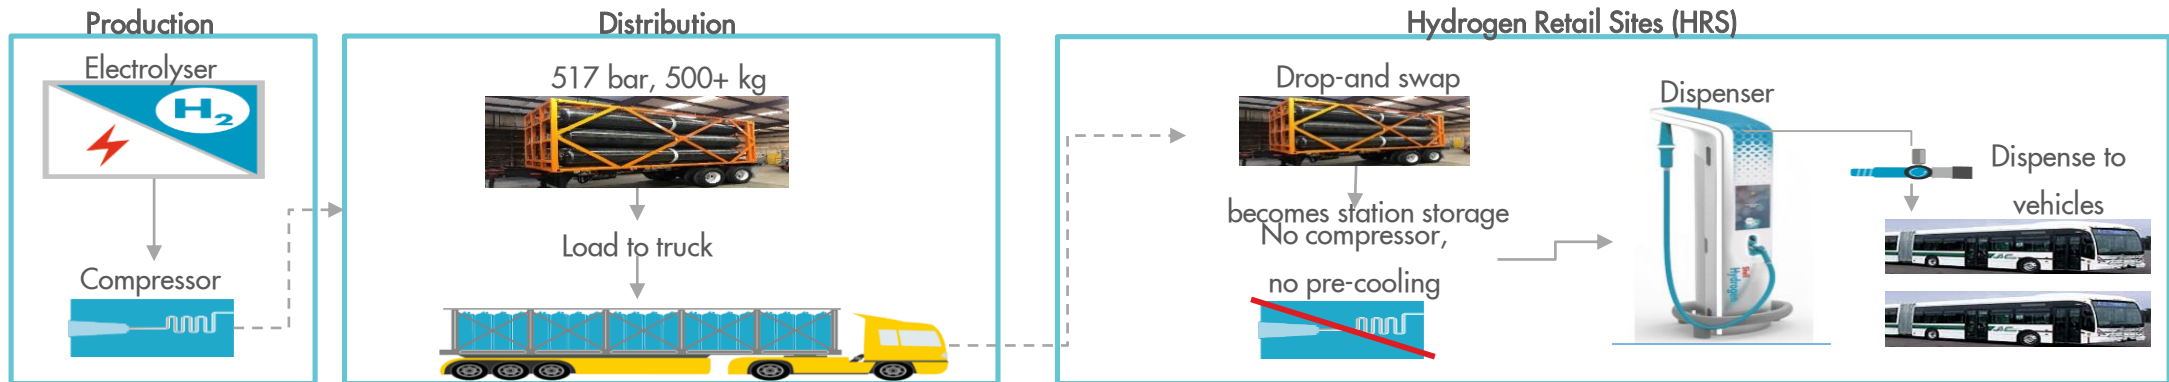 Production
Electrolyser
H2
Compressor
Distribution
517 bar, 500+ kg
Load to truck
Hydrogen Retail Sites (HRS)
Drop-and swap
becomes station storage
No compressor,
no pre-cooling
Dispenser
Hydrogen
Dispense to
vehicles